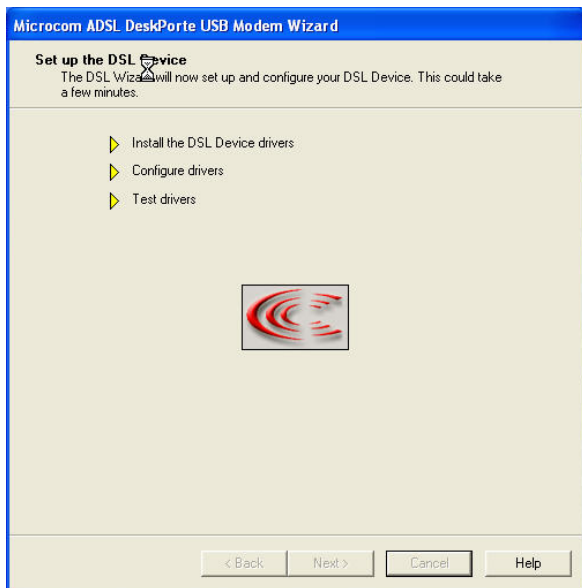 Microcom ADSL DeskPorte USB Modem Wizard
Set up the DSL Device
The DSL Wizard will now set up and configure your DSL Device. This could take
a few minutes.
Install the DSL Device drivers
Configure drivers
Test drivers
< Back
Next >
Cancel
Help